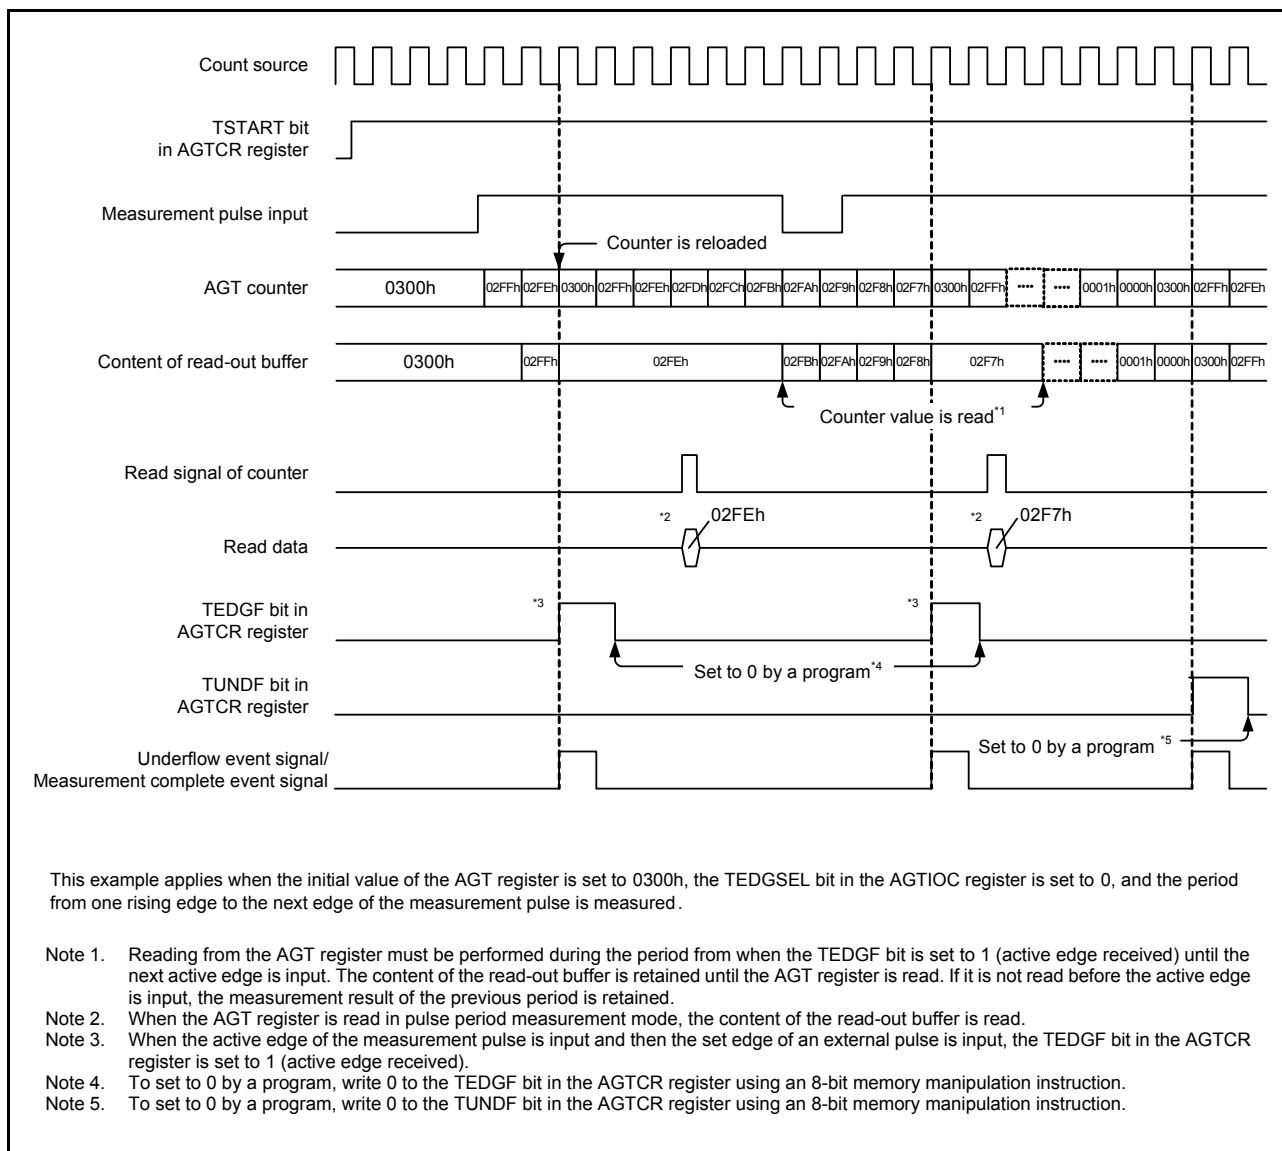 Count source
TSTART bit
in AGTCR register
Measurement pulse input
Counter is reloaded
AGT counter
0300h 02FFh 02FEh 0300h 02FFh 02FEh 02FDh 02FCh 02FBh 02FAh 02F9h 02F8h 02F7h 0300h 02FFh •••• •••• 0001h 0000h 0300h 02FFh 02FEh
Content of read-out buffer
0300h 02FFh 02FEh 02FBh 02FAh 02F9h 02F8h 02F7h •••• •••• 0001h 0000h 0300h 02FFh
Counter value is read*1
Read signal of counter
*2 02FEh *2 02F7h
Read data
TEDGF bit in
AGTCR register
*3 *3
Set to 0 by a program*4
TUNDF bit in
AGTCR register
Set to 0 by a program *5
Underflow event signal/
Measurement complete event signal
This example applies when the initial value of the AGT register is set to 0300h, the TEDGSEL bit in the AGTIOC register is set to 0, and the period
from one rising edge to the next edge of the measurement pulse is measured.
Note 1. Reading from the AGT register must be performed during the period from when the TEDGF bit is set to 1 (active edge received) until the
next active edge is input. The content of the read-out buffer is retained until the AGT register is read. If it is not read before the active edge
is input, the measurement result of the previous period is retained.
Note 2. When the AGT register is read in pulse period measurement mode, the content of the read-out buffer is read.
Note 3. When the active edge of the measurement pulse is input and then the set edge of an external pulse is input, the TEDGF bit in the AGTCR
register is set to 1 (active edge received).
Note 4. To set to 0 by a program, write 0 to the TEDGF bit in the AGTCR register using an 8-bit memory manipulation instruction.
Note 5. To set to 0 by a program, write 0 to the TUNDF bit in the AGTCR register using an 8-bit memory manipulation instruction.